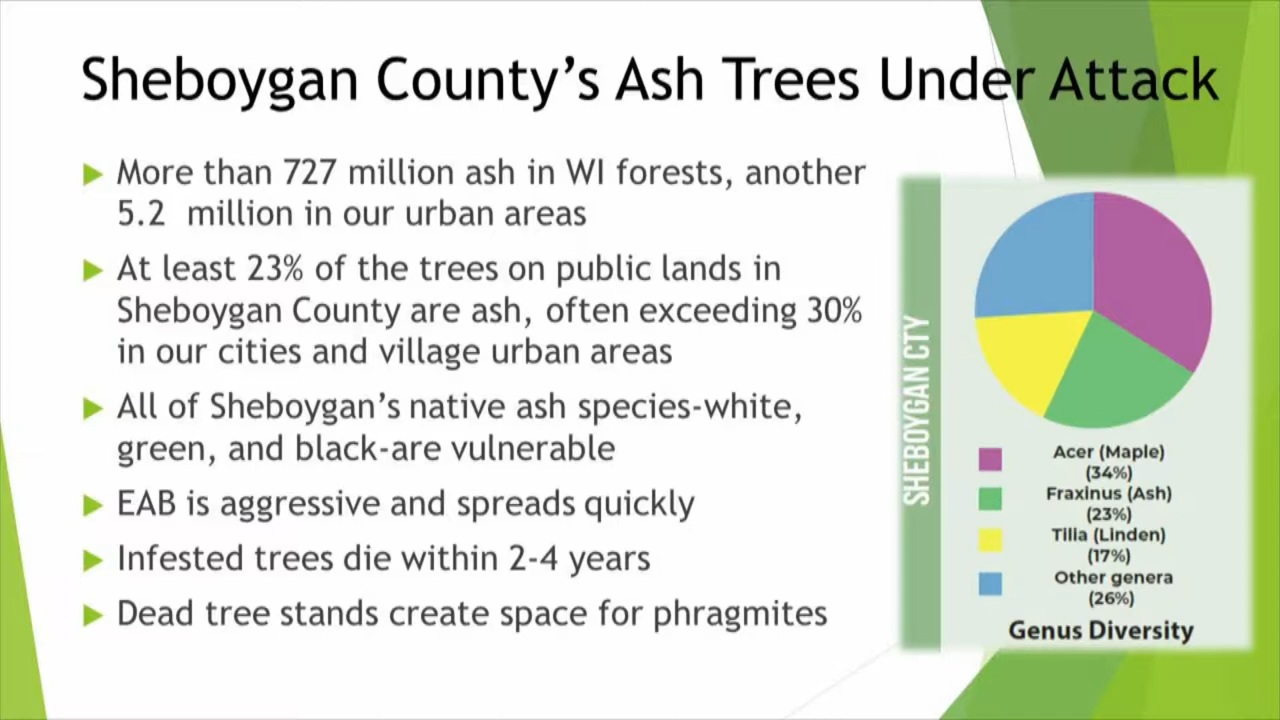 Sheboygan County's Ash Trees Under Attack
More than 727 million ash in WI forests, another
5.2 million in our urban areas
At least 23% of the trees on public lands in
Sheboygan County are ash, often exceeding 30%
in our cities and village urban areas
All of Sheboygan's native ash species-white,
green, and black-are vulnerable
EAB is aggressive and spreads quickly
Infested trees die within 2-4 years
Dead tree stands create space for phragmites
SHEBOYGAN CTY
Acer (Maple)
(34%)
Fraxinus (Ash)
(23%)
Tilia (Linden)
(17%)
Other genera
(26%)
Genus Diversity